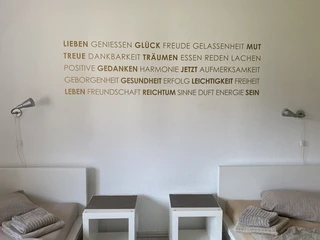 LIEBEN GENIESSEN GLÜCK FREUDE GELASSENHEIT MUT
TREUE DANKBARKEIT TRÄUMEN ESSEN REDEN LACHEN
POSITIVE GEDANKEN HARMONIE JETZT AUFMERKSAMKEIT
GEBORGENHEIT GESUNDHEIT ERFOLG LEICHTIGKEIT FREIHEIT
LEBEN FREUNDSCHAFT REICHTUM SINNE DUFT ENERGIE SEIN